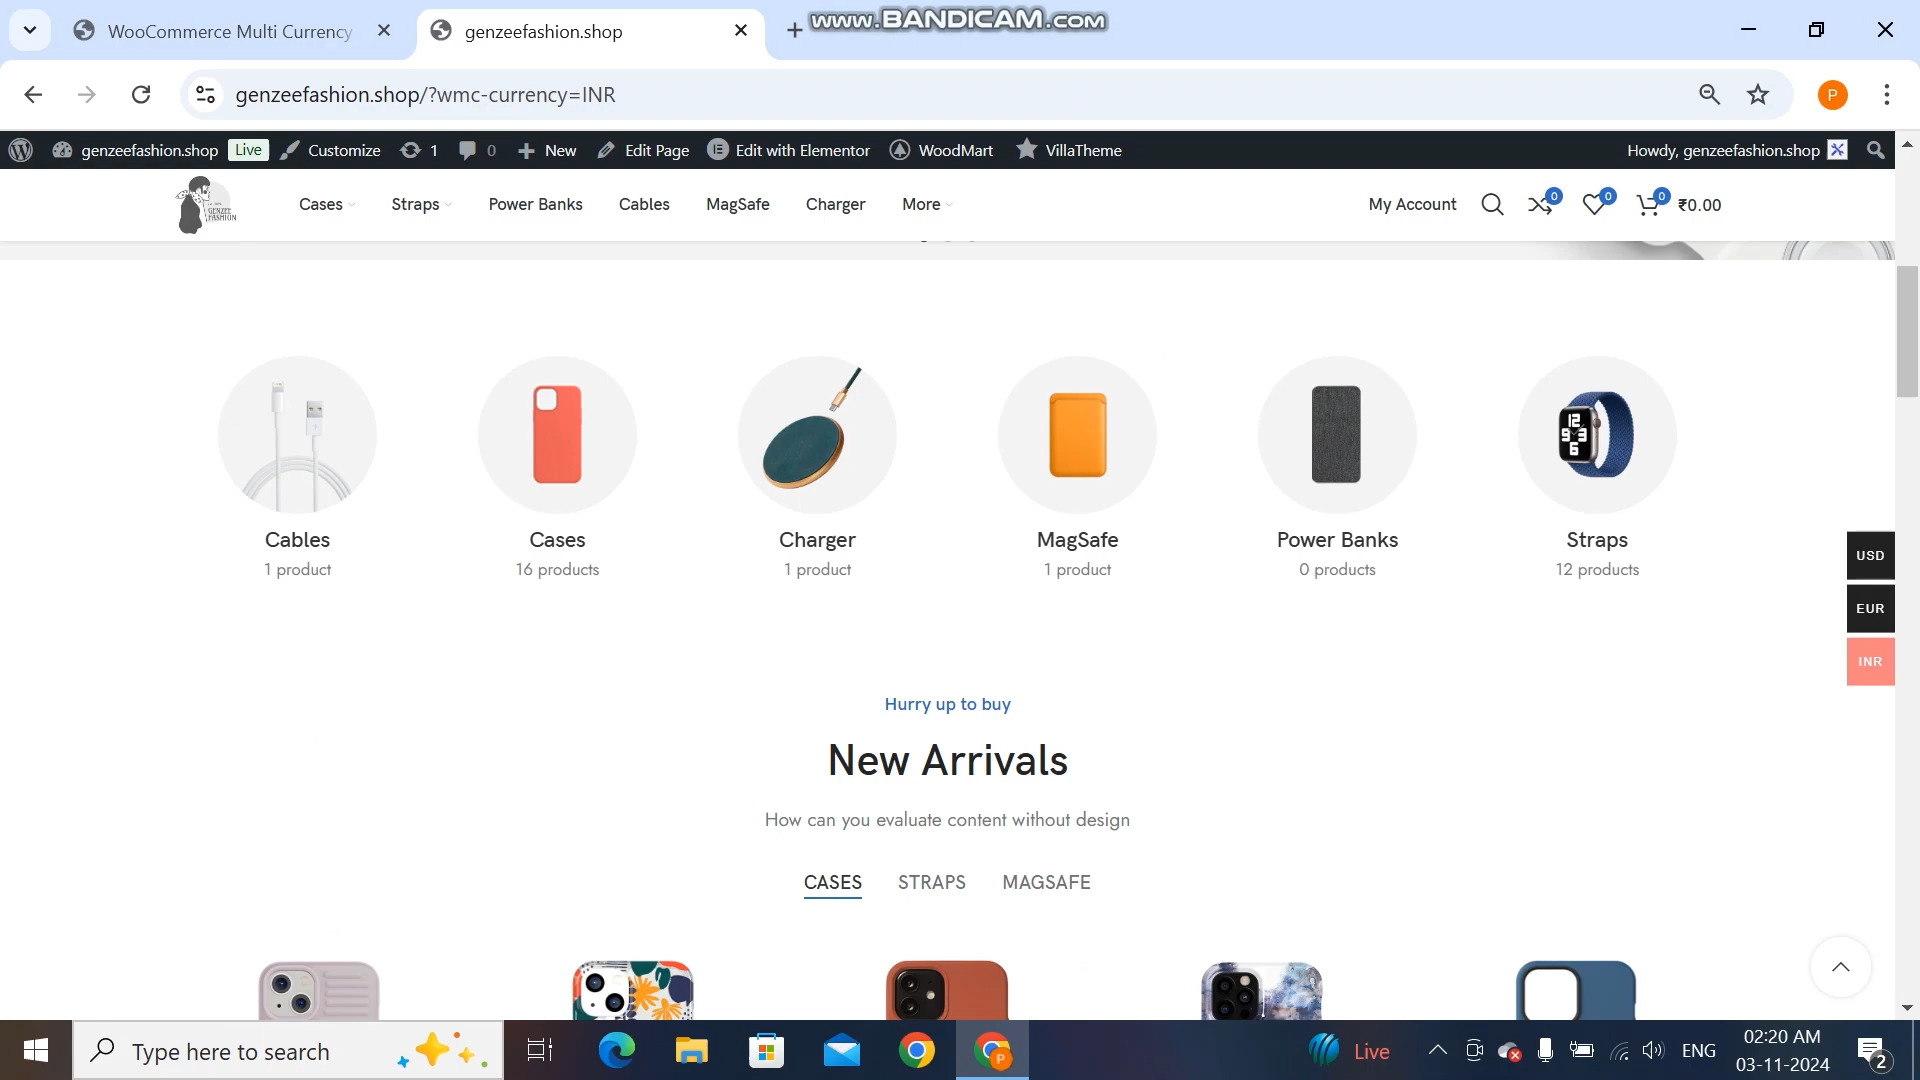 WooCommerce Multi Currency
genzeefashion.shop
www.BANDICAM.com
genzeefashion.shop/?wmc-currency=INR
P
genzeefashion.shop Live Customize 1 0 New Edit Page Edit with Elementor WoodMart VillaTheme Howdy, genzeefashion.shop
GENZEE
FASHION
Cases Straps Power Banks Cables MagSafe Charger More My Account 0 0 0 ₹0.00
Cables Cases Charger MagSafe Power Banks Straps
1 product 16 products 1 product 1 product 0 products 12 products
USD
EUR
INR
Hurry up to buy
New Arrivals
How can you evaluate content without design
CASES STRAPS MAGSAFE
Type here to search
Live
ENG
02:20 AM
03-11-2024
2